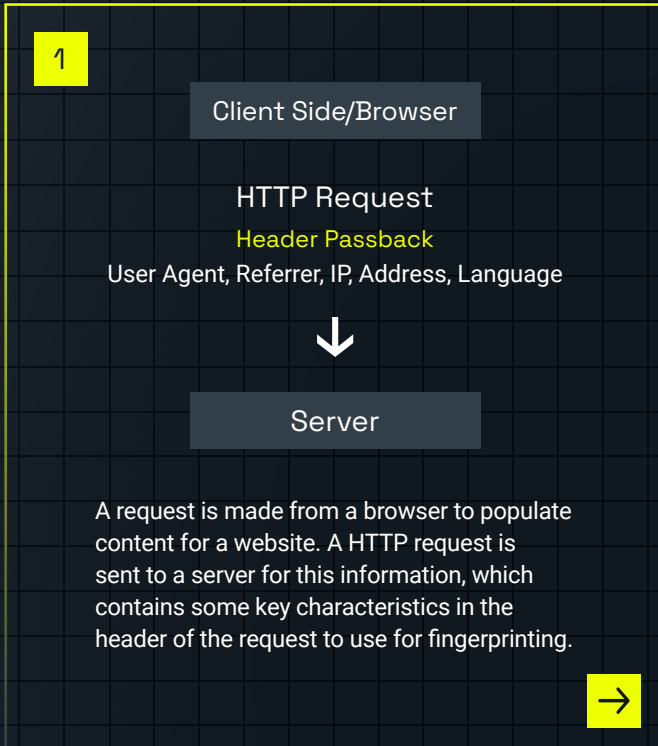 1
Client Side/Browser
HTTP Request
Header Passback
User Agent, Referrer, IP, Address, Language
Server
A request is made from a browser to populate
content for a website. A HTTP request is
sent to a server for this information, which
contains some key characteristics in the
header of the request to use for fingerprinting.